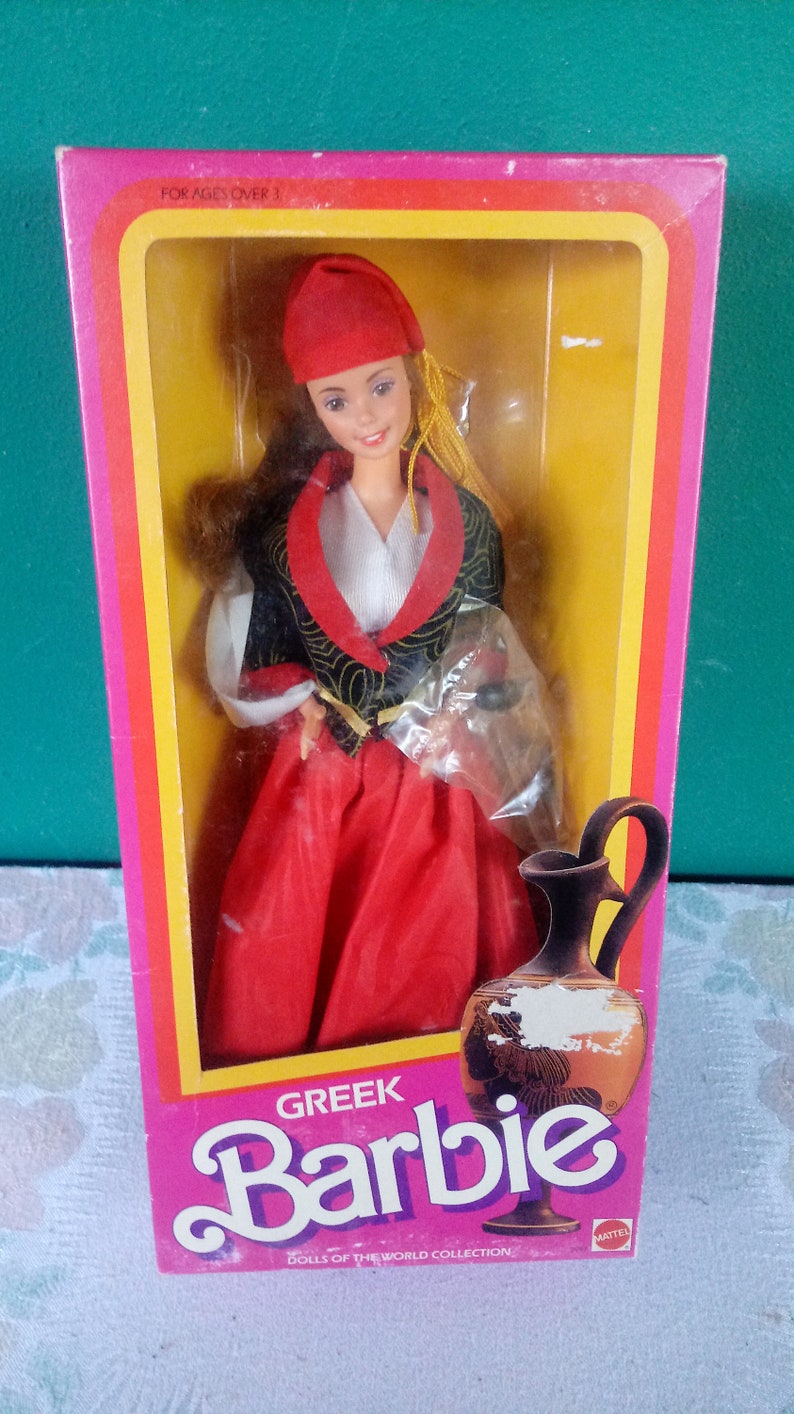 FOR AGES OVER 3
GREEK
Barbie
®
DOLLS OF THE WORLD COLLECTION
MATTEL